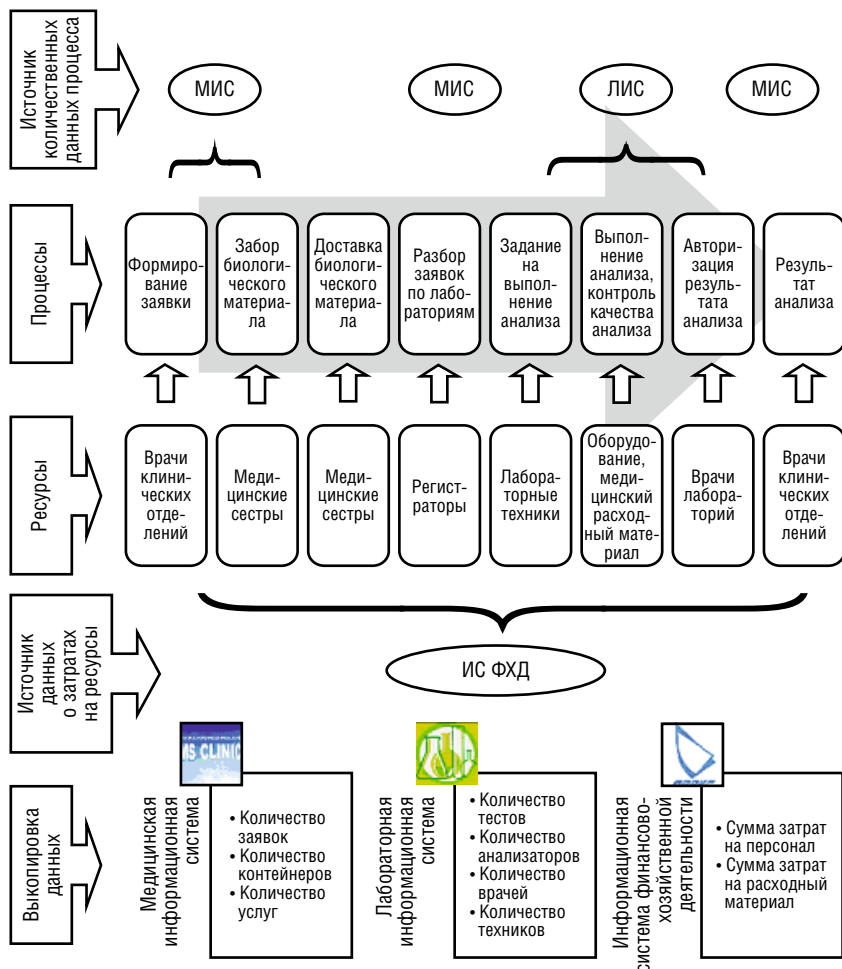 Источник
количественных
данных процесса
МИС
МИС
ЛИС
МИС
Процессы
Формиро-
вание
заявки
Забор
биологи-
ческого
материа-
ла
Доставка
биологи-
ческого
материа-
ла
Разбор
заявок
по лабо-
раториям
Задание
на
выпол-
нение
анализа
Выпол-
нение
анализа,
контроль
качества
анализа
Автори-
зация
резуль-
тата
анализа
Резуль-
тат
анализа
Ресурсы
Врачи
клини-
ческих
отде-
лений
Меди-
цинские
сестры
Меди-
цинские
сестры
Регист-
раторы
Лабора-
торные
техники
Оборудо-
вание,
меди-
цинский
расход-
ный мате-
риал
Врачи
лабора-
торий
Врачи
клини-
ческих
отде-
лений
Источник
данных
о затратах
на ресурсы
ИС ФХД
Выкопировка
данных
MS CLINIC
Медицинская
информационная
система
• Количество
заявок
• Количество
контейнеров
• Количество
услуг
Лабораторная
информационная
система
• Количество
тестов
• Количество
анализаторов
• Количество
врачей
• Количество
техников
Информационная
система финансово-
хозяйственной
деятельности
• Сумма затрат
на персонал
• Сумма затрат
на расходный
материал